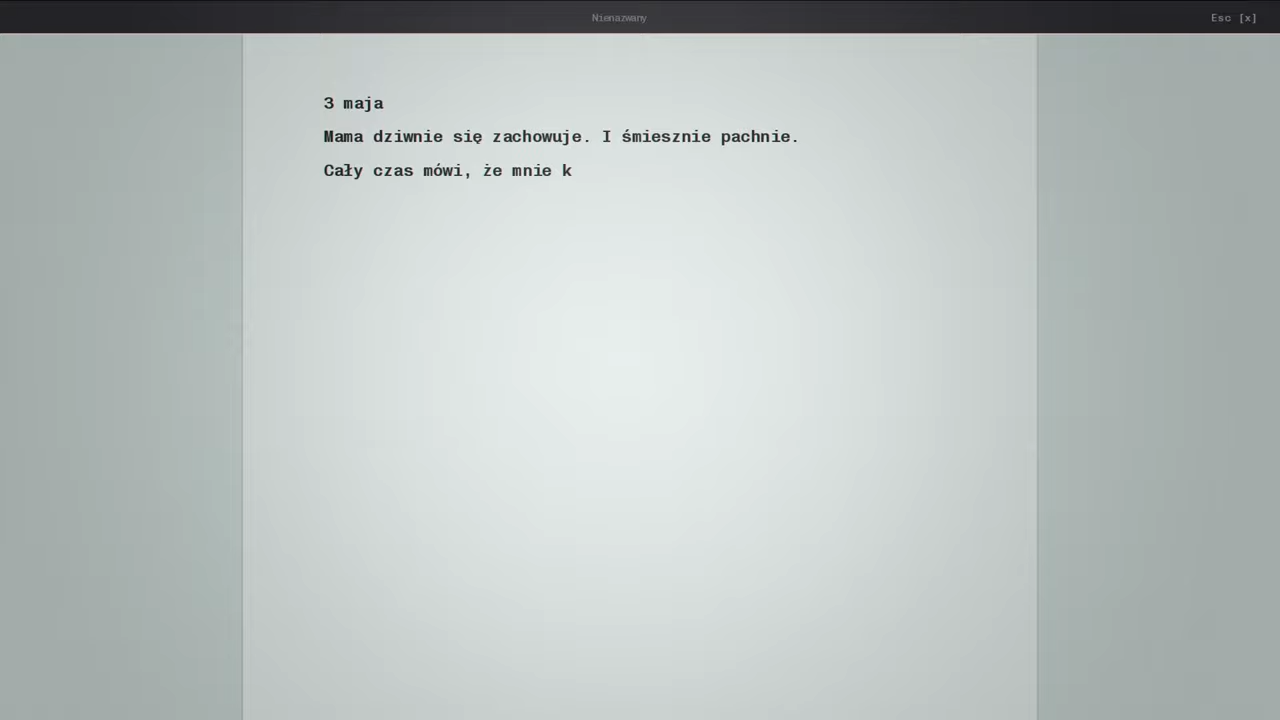 Nienazwany
Esc [x]
3 maja
Mama dziwnie się zachowuje. I śmiesznie pachnie.
Cały czas mówi, że mnie k